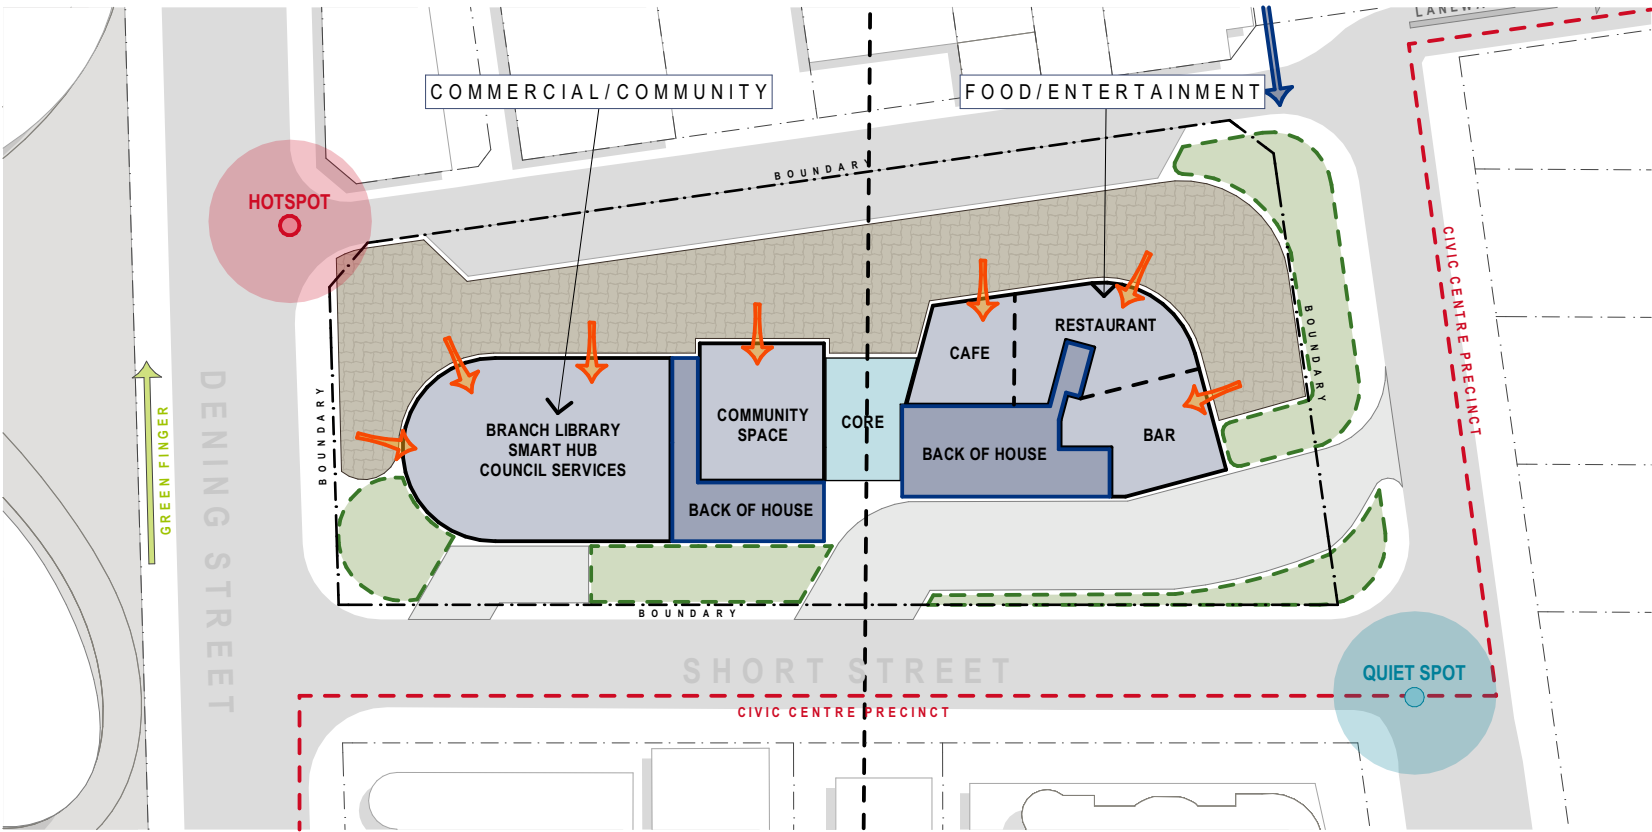 LANEWAY
COMMERCIAL/COMMUNITY
FOOD/ENTERTAINMENT
BOUNDARY
HOTSPOT
CIVIC CENTRE PRECINCT
BOUNDARY
RESTAURANT
CAFE
BOUNDARY
GREEN FINGER
DENING STREET
BRANCH LIBRARY
SMART HUB
COUNCIL SERVICES
COMMUNITY
SPACE
CORE
BAR
BACK OF HOUSE
BACK OF HOUSE
BOUNDARY
SHORT STREET
QUIET SPOT
CIVIC CENTRE PRECINCT